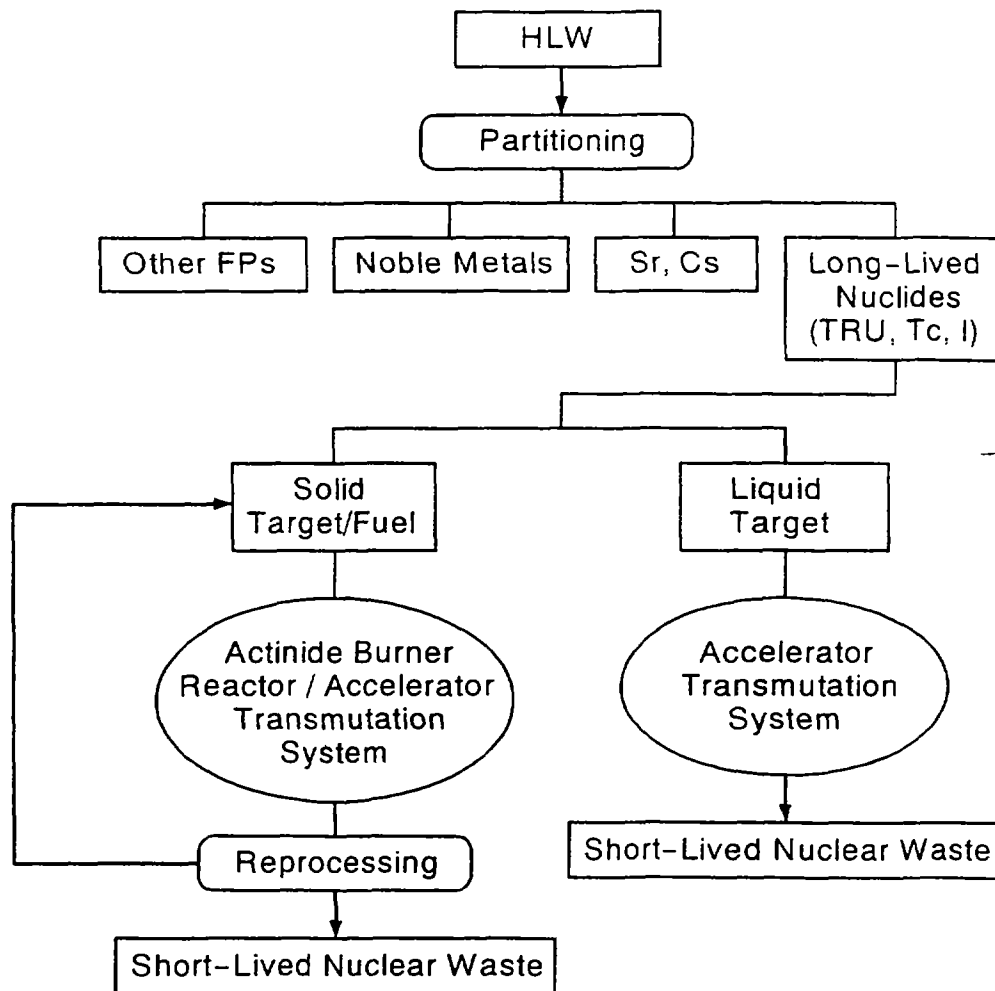 HLW
Partitioning
Other FPs
Noble Metals
Sr, Cs
Long-Lived
Nuclides
(TRU, Tc, I)
Solid
Target/Fuel
Liquid
Target
Actinide Burner
Reactor / Accelerator
Transmutation
System
Accelerator
Transmutation
System
Reprocessing
Short-Lived Nuclear Waste
Short-Lived Nuclear Waste